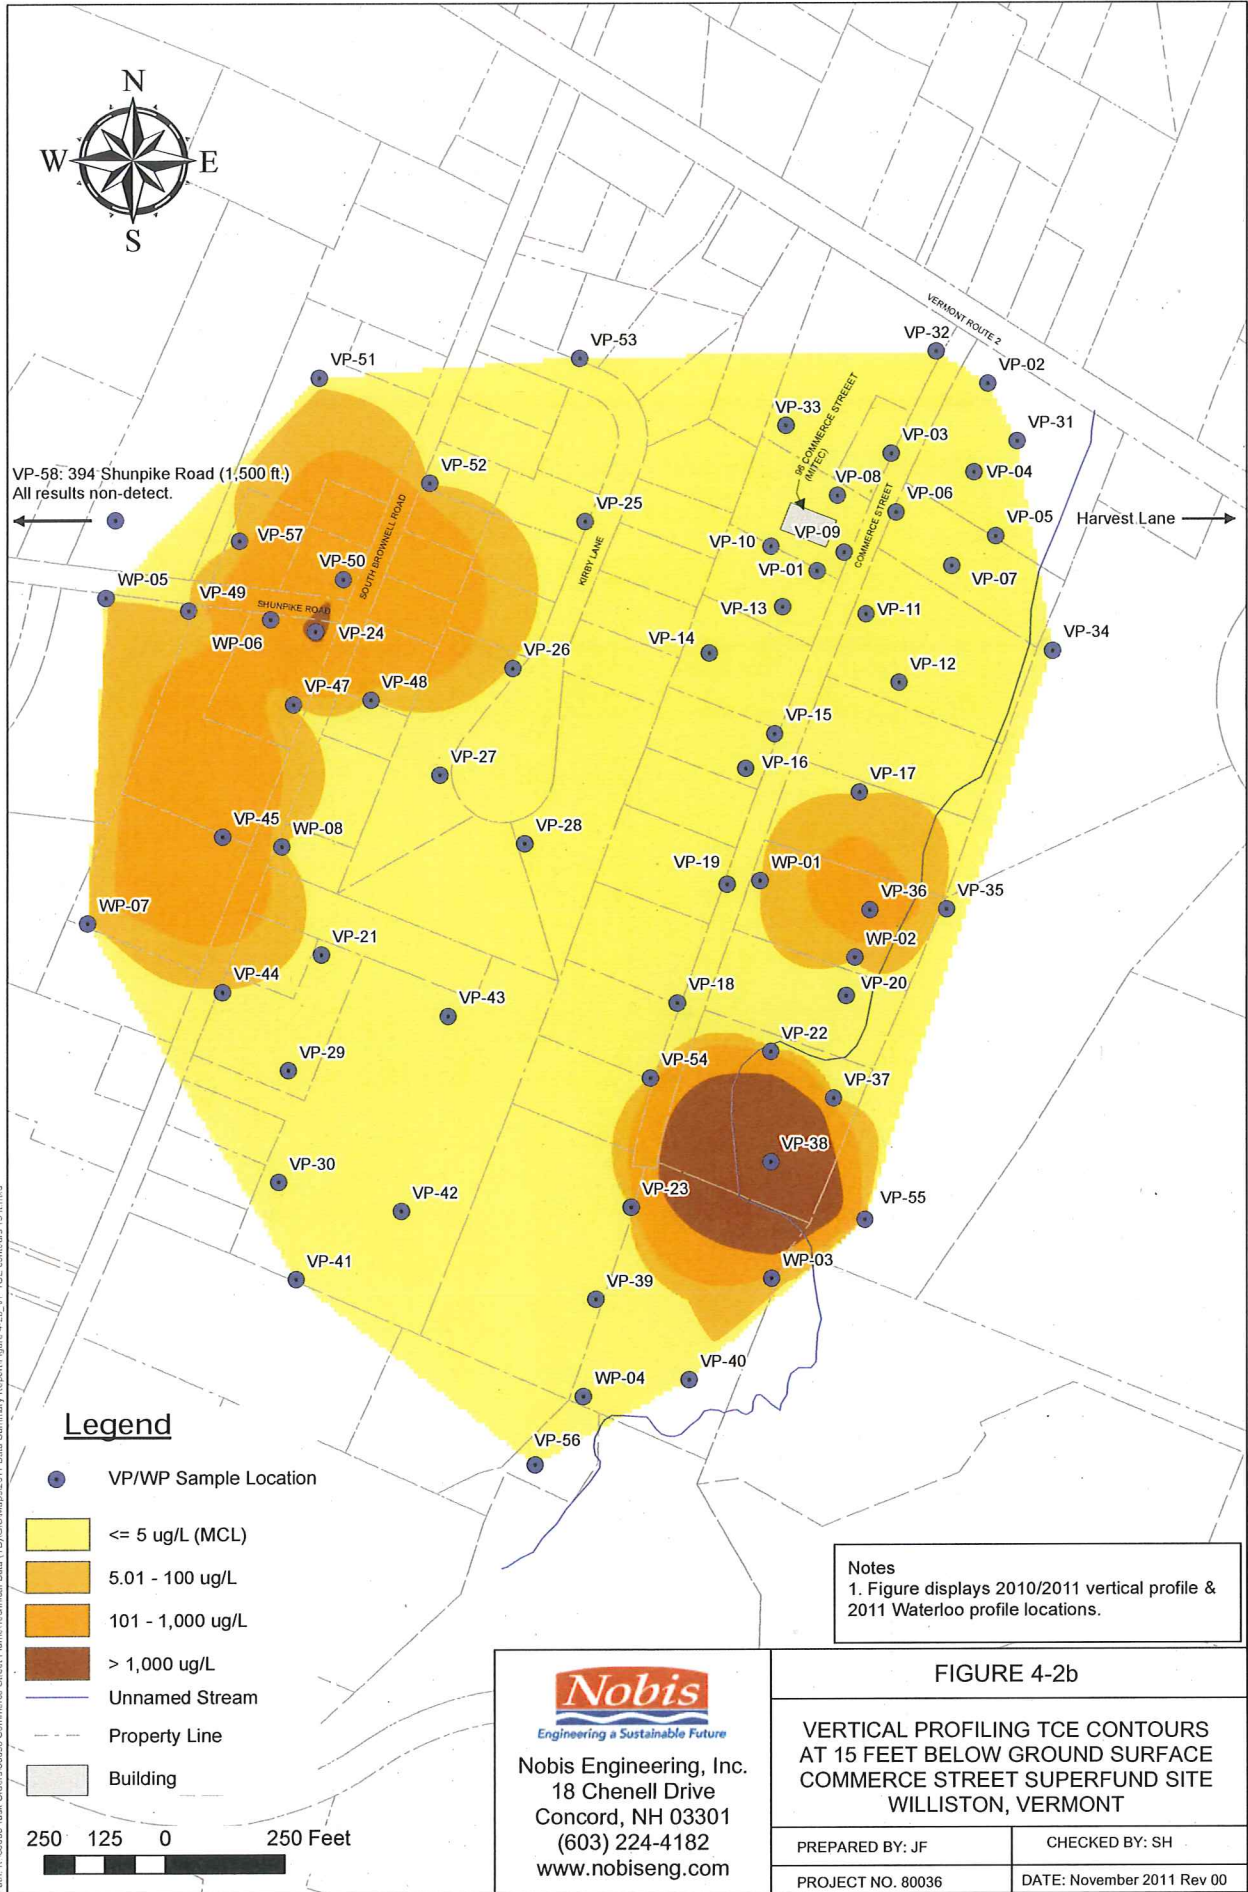 N
W E
S
VERMONT ROUTE 2
VP-53
VP-32
VP-51
VP-02
96 COMMERCE STREEET
(MITEC)
VP-33
VP-31
VP-03
VP-52
VP-04
VP-58: 394 Shunpike Road (1,500 ft.)
All results non-detect.
VP-08
VP-06
VP-25
SOUTH BROWNELL ROAD
COMMERCE STREET
VP-05
Harvest Lane
VP-57
VP-10
VP-09
KIRBY LANE
VP-50
VP-01
VP-07
WP-05
VP-49
SHUNPIKE ROAD
VP-13
VP-11
WP-06
VP-24
VP-14
VP-34
VP-26
VP-12
VP-47
VP-48
VP-15
VP-27
VP-16
VP-17
VP-45
WP-08
VP-28
VP-19
WP-01
VP-36
VP-35
WP-07
VP-21
WP-02
VP-44
VP-43
VP-18
VP-20
VP-22
VP-29
VP-54
VP-37
VP-38
VP-30
VP-42
VP-23
VP-55
VP-41
VP-39
WP-03
WP-04
VP-40
VP-56
Legend
VP/WP Sample Location
<= 5 ug/L (MCL)
5.01 - 100 ug/L
101 - 1,000 ug/L
> 1,000 ug/L
Unnamed Stream
Property Line
Building
250 125 0 250 Feet
Notes
1. Figure displays 2010/2011 vertical profile &
2011 Waterloo profile locations.
Nobis
Engineering a Sustainable Future
Nobis Engineering, Inc.
18 Chenell Drive
Concord, NH 03301
(603) 224-4182
www.nobiseng.com
FIGURE 4-2b
VERTICAL PROFILING TCE CONTOURS
AT 15 FEET BELOW GROUND SURFACE
COMMERCE STREET SUPERFUND SITE
WILLISTON, VERMONT
PREPARED BY: JF
CHECKED BY: SH
PROJECT NO. 80036
DATE: November 2011 Rev 00